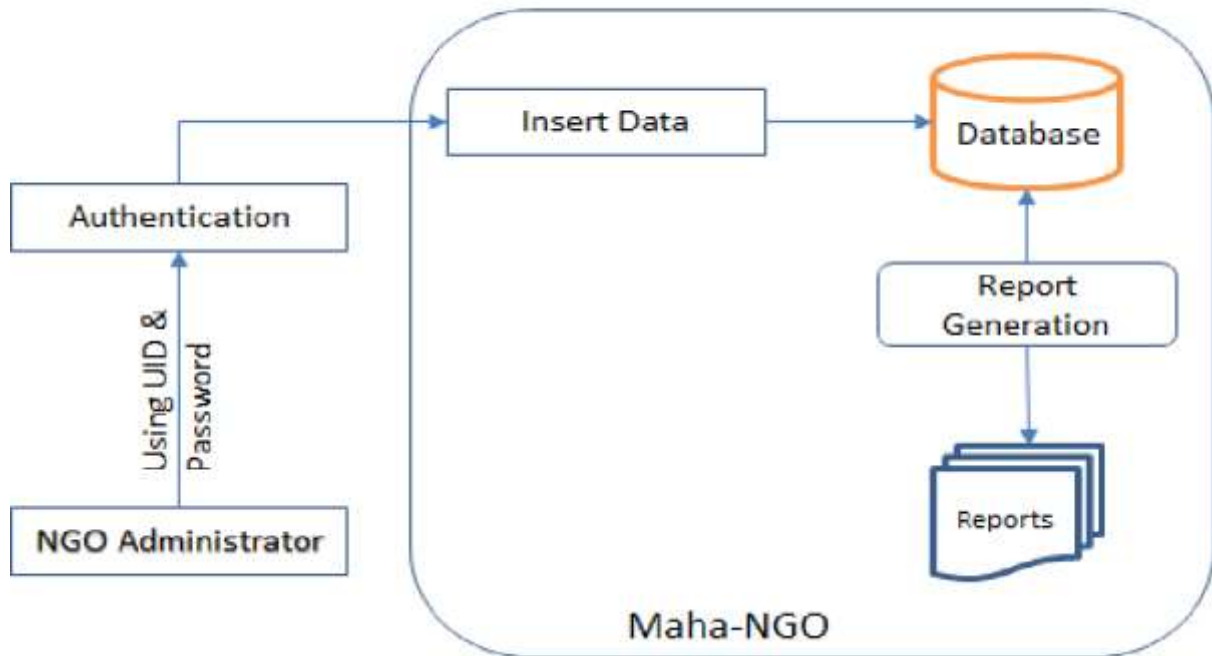 Insert Data
Database
Authentication
Report
Generation
Using UID &
Password
Reports
NGO Administrator
Maha-NGO